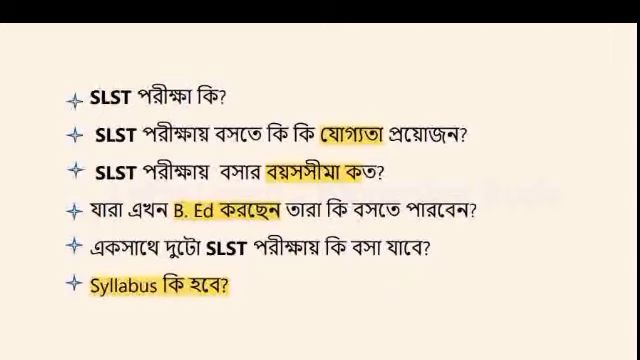 SLST পরীক্ষা কি?
SLST পরীক্ষায় বসতে কি কি যোগ্যতা প্রয়োজন?
SLST পরীক্ষায় বসার বয়সসীমা কত?
যারা এখন B. Ed করছেন তারা কি বসতে পারবেন?
একসাথে দুটো SLST পরীক্ষায় কি বসা যাবে?
Syllabus কি হবে?